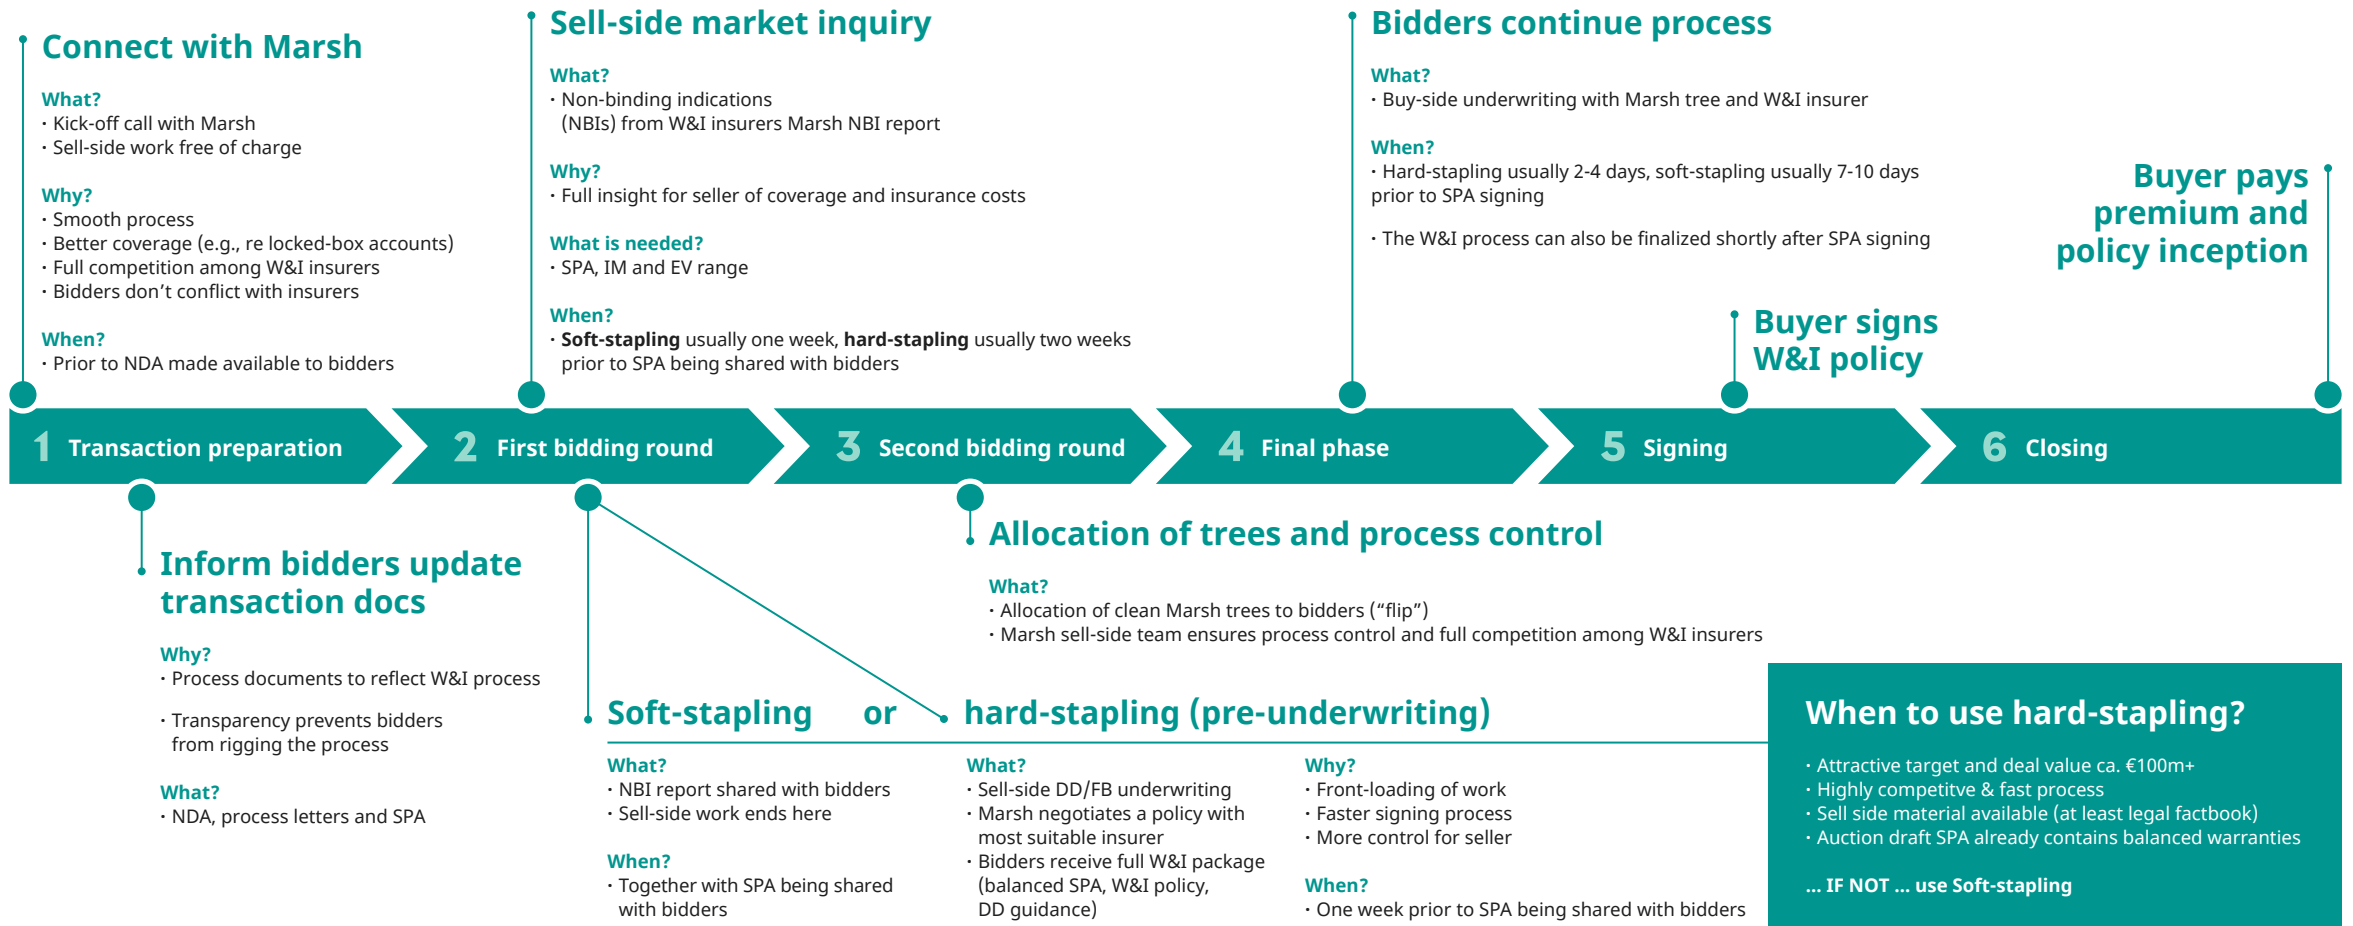 Connect with Marsh
What?
· Kick-off call with Marsh
· Sell-side work free of charge
Why?
· Smooth process
· Better coverage (e.g., re locked-box accounts)
· Full competition among W&I insurers
· Bidders don’t conflict with insurers
When?
· Prior to NDA made available to bidders
Sell-side market inquiry
What?
· Non-binding indications
(NBIs) from W&I insurers Marsh NBI report
Why?
· Full insight for seller of coverage and insurance costs
What is needed?
· SPA, IM and EV range
When?
· Soft-stapling usually one week, hard-stapling usually two weeks
prior to SPA being shared with bidders
Bidders continue process
What?
· Buy-side underwriting with Marsh tree and W&I insurer
When?
· Hard-stapling usually 2-4 days, soft-stapling usually 7-10 days
prior to SPA signing
· The W&I process can also be finalized shortly after SPA signing
Buyer signs
W&I policy
Buyer pays
premium and
policy inception
1 Transaction preparation
2 First bidding round
3 Second bidding round
4 Final phase
5 Signing
6 Closing
Inform bidders update
transaction docs
Why?
· Process documents to reflect W&I process
· Transparency prevents bidders
from rigging the process
What?
· NDA, process letters and SPA
Allocation of trees and process control
What?
· Allocation of clean Marsh trees to bidders (“flip”)
· Marsh sell-side team ensures process control and full competition among W&I insurers
Soft-stapling or hard-stapling (pre-underwriting)
What?
· NBI report shared with bidders
· Sell-side work ends here
When?
· Together with SPA being shared
with bidders
What?
· Sell-side DD/FB underwriting
· Marsh negotiates a policy with
most suitable insurer
· Bidders receive full W&I package
(balanced SPA, W&I policy,
DD guidance)
Why?
· Front-loading of work
· Faster signing process
· More control for seller
When?
· One week prior to SPA being shared with bidders
When to use hard-stapling?
· Attractive target and deal value ca. €100m+
· Highly competitve & fast process
· Sell side material available (at least legal factbook)
· Auction draft SPA already contains balanced warranties
... IF NOT ... use Soft-stapling